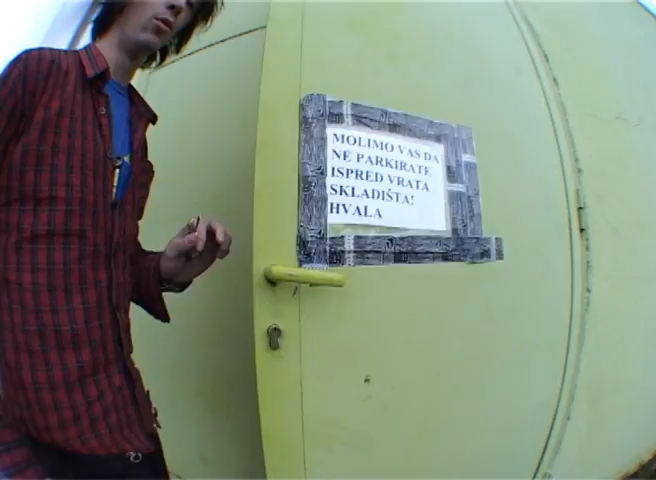 MOLIMO VAS DA
NE PARKIRATE
ISPRED VRATA
SKLADIŠTA!
HVALA